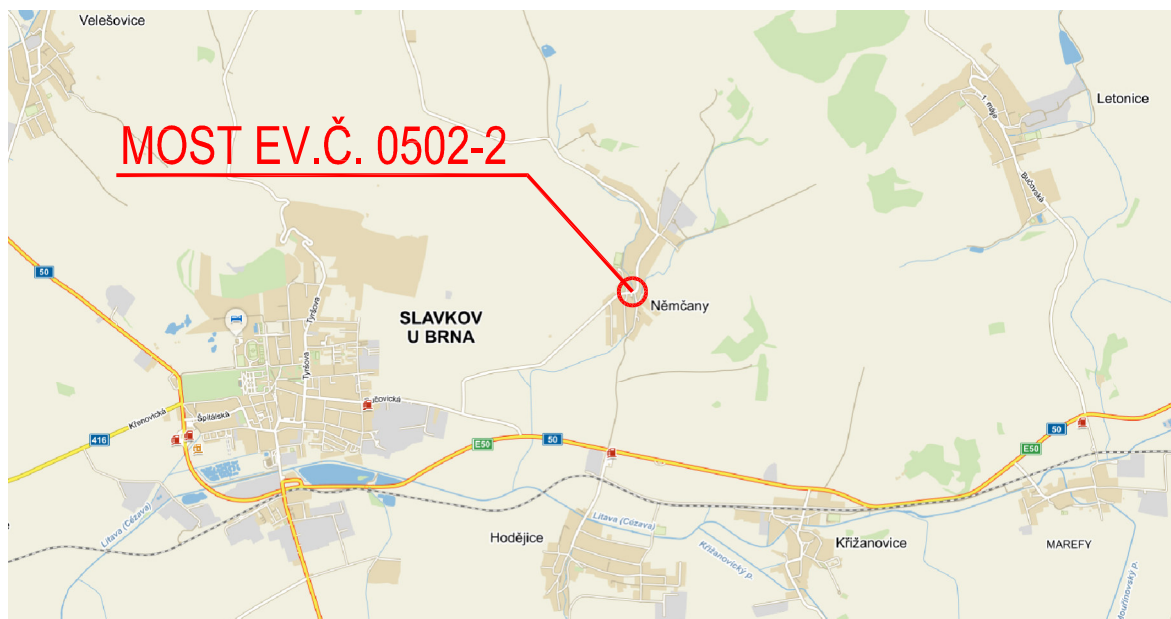 Velešovice
Letonice
1. máje
MOST EV.Č. 0502-2
Bučovská
50
Němčany
Tyršova
SLAVKOV
U BRNA
Tyršova
Křenovická
Špitálská
416
E50
50
50
E50
Litava (Cézava)
Litava (Cézava)
Hodějice
Křižanovický p.
Křižanovice
MAREFY